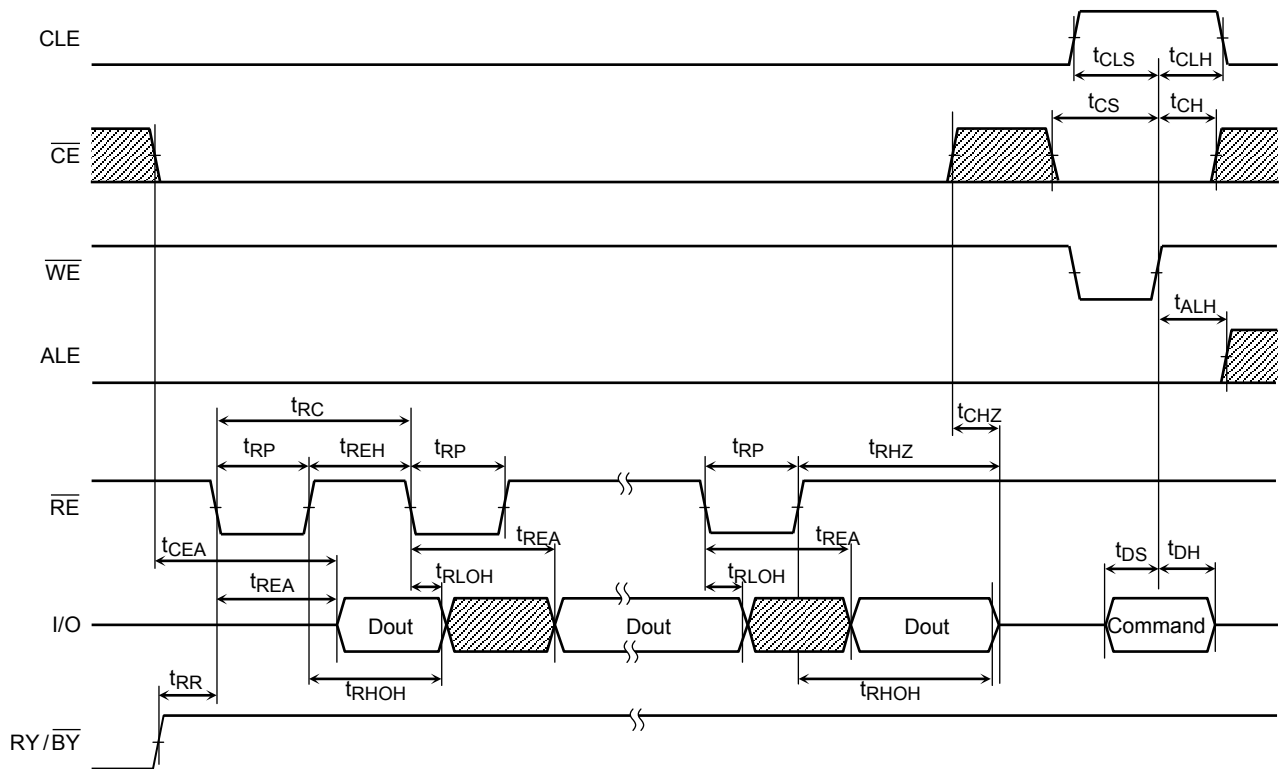 CLE
tCLS tCLH
tCS tCH
CE
WE
tALH
ALE
tRC
tCHZ
tRP tREH tRP tRP tRHZ
RE
tCEA tREA tREA
tREA tRLOH tRLOH tDS tDH
I/O Dout Dout Dout Command
tRR tRHOH tRHOH
RY/BY